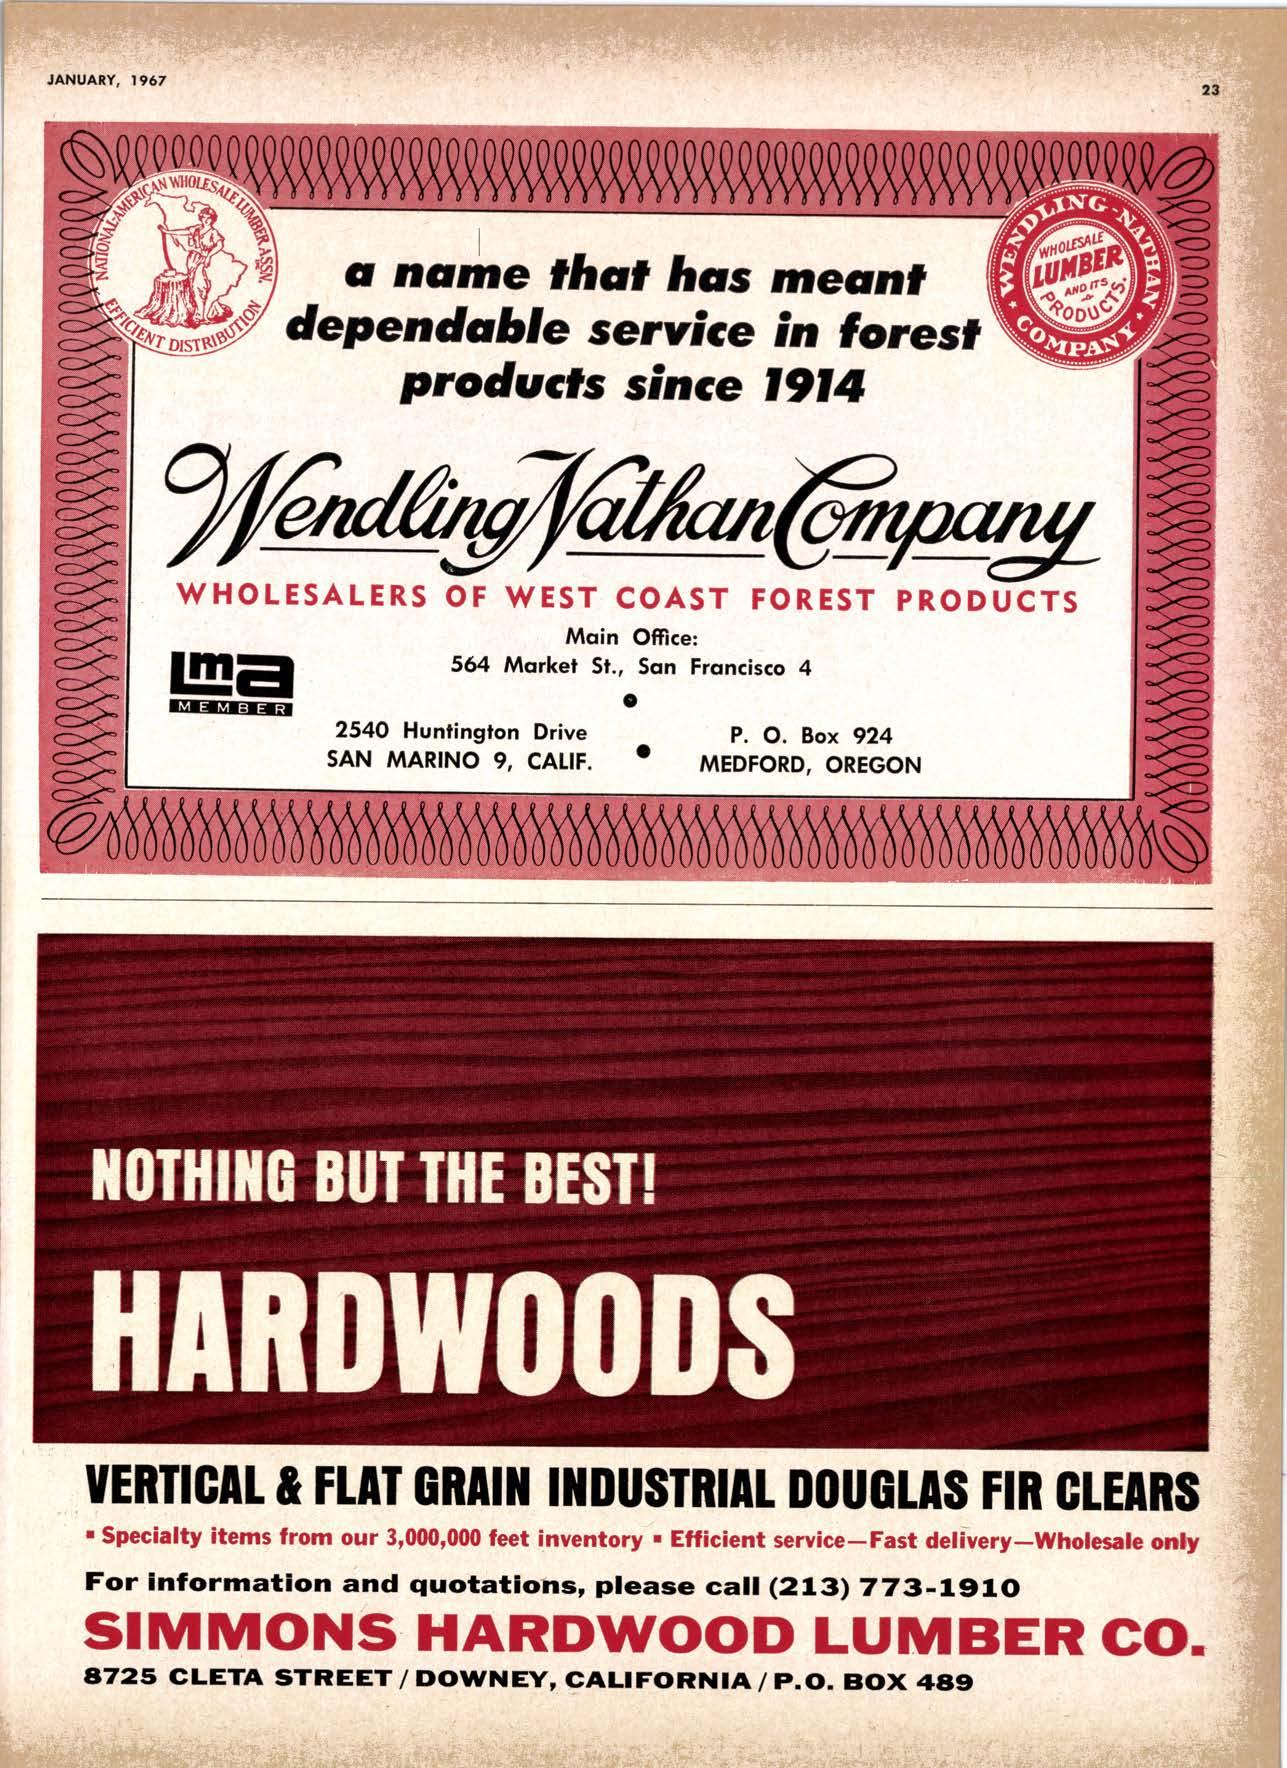 JANUARY, 1967
23
NATIONAL-AMERICAN WHOLESALE LUMBER ASSN.
EFFICIENT DISTRIBUTION
WENDLING-NATHAN
COMPANY
WHOLESALE
LUMBER
AND ITS
PRODUCTS.
a name that has meant
dependable service in forest
products since 1914
Wendling Nathan Company
WHOLESALERS OF WEST COAST FOREST PRODUCTS
Main Office:
564 Market St., San Francisco 4
Lma
MEMBER
2540 Huntington Drive
SAN MARINO 9, CALIF.
P. O. Box 924
MEDFORD, OREGON
NOTHING BUT THE BEST!
HARDWOODS
VERTICAL & FLAT GRAIN INDUSTRIAL DOUGLAS FIR CLEARS
▪ Specialty items from our 3,000,000 feet inventory ▪ Efficient service—Fast delivery—Wholesale only
For information and quotations, please call (213) 773-1910
SIMMONS HARDWOOD LUMBER CO.
8725 CLETA STREET / DOWNEY, CALIFORNIA / P.O. BOX 489